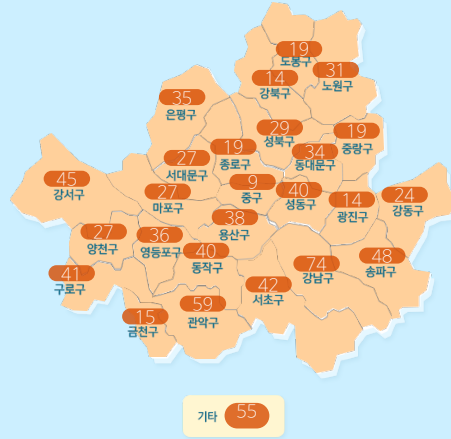 19
도봉구
31
노원구
14
강북구
35
은평구
29
성북구
19
중랑구
19
종로구
34
동대문구
27
서대문구
45
강서구
27
마포구
9
중구
40
성동구
14
광진구
24
강동구
38
용산구
27
양천구
36
영등포구
40
동작구
48
송파구
74
강남구
41
구로구
42
서초구
59
관악구
15
금천구
기타 55